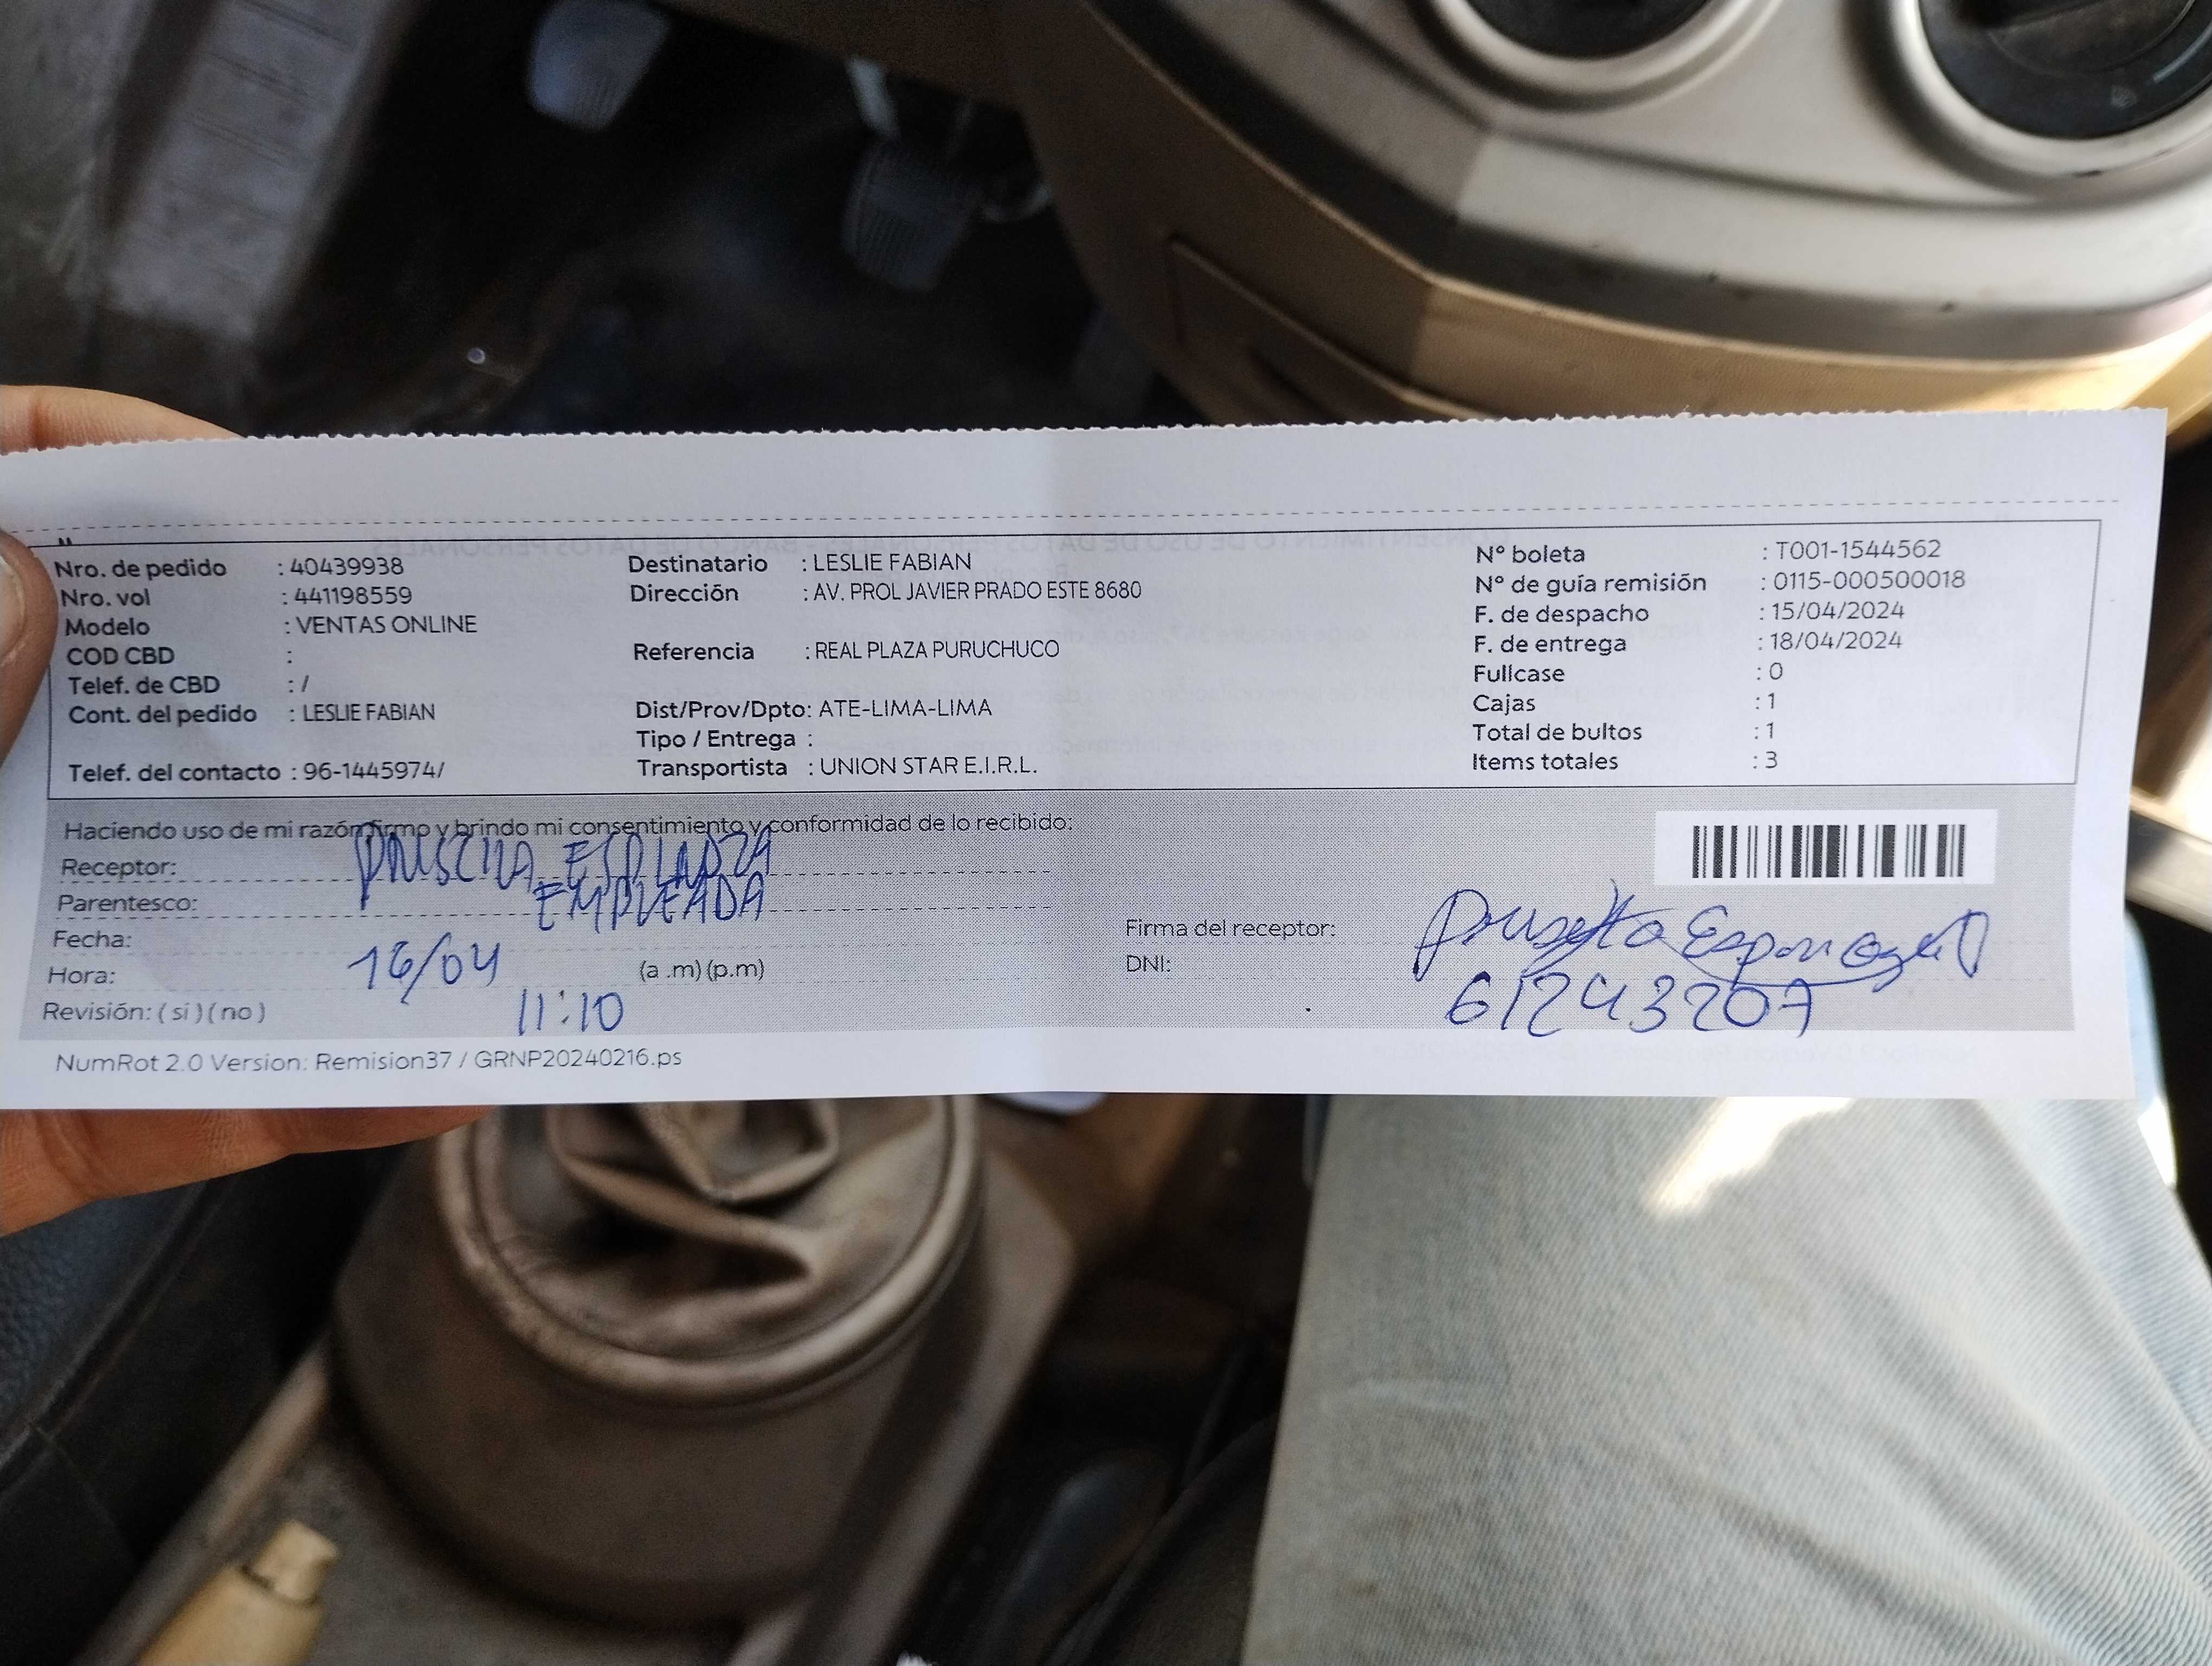 Nro. de pedido : 40439938
Nro. vol : 441198559
Modelo : VENTAS ONLINE
COD CBD :
Telef. de CBD : /
Cont. del pedido : LESLIE FABIAN
Telef. del contacto : 96-1445974/
Destinatario : LESLIE FABIAN
Dirección : AV. PROL JAVIER PRADO ESTE 8680
Referencia : REAL PLAZA PURUCHUCO
Dist/Prov/Dpto: ATE-LIMA-LIMA
Tipo / Entrega :
Transportista : UNION STAR E.I.R.L.
N° boleta : T001-1544562
N° de guía remisión : 0115-000500018
F. de despacho : 15/04/2024
F. de entrega : 18/04/2024
Fullcase : 0
Cajas : 1
Total de bultos : 1
Items totales : 3
Haciendo uso de mi razón firmo y brindo mi consentimiento y conformidad de lo recibido:
Receptor:
Parentesco: EMPLEADA
Fecha: 16/04
Hora: 11:10 (a .m) (p.m)
Revisión: ( si ) ( no )
Firma del receptor:
DNI: 61243207
NumRot 2.0 Version: Remision37 / GRNP20240216.ps